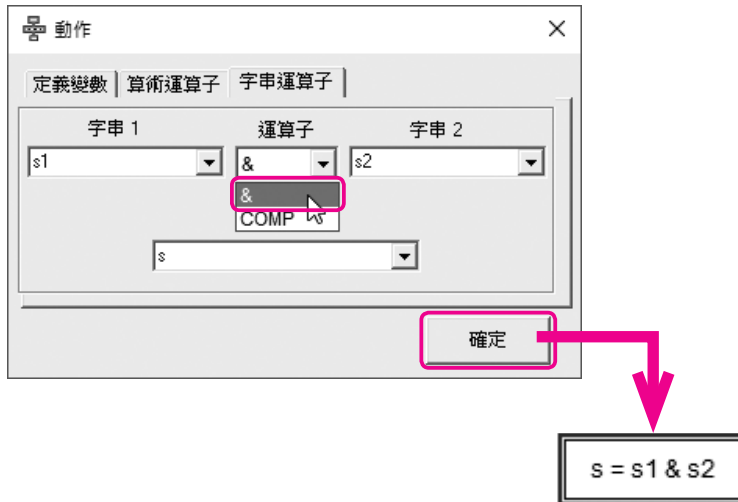 動作
定義變數 算術運算子 字串運算子
字串 1 運算子 字串 2
s1 & s2
&
COMP
s
確定
s = s1 & s2